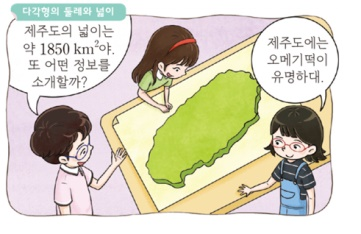 다각형의 둘레와 넓이
제주도의 넓이는
약 1850 km²야.
또 어떤 정보를
소개할까?
제주도에는
오메기떡이
유명하대.